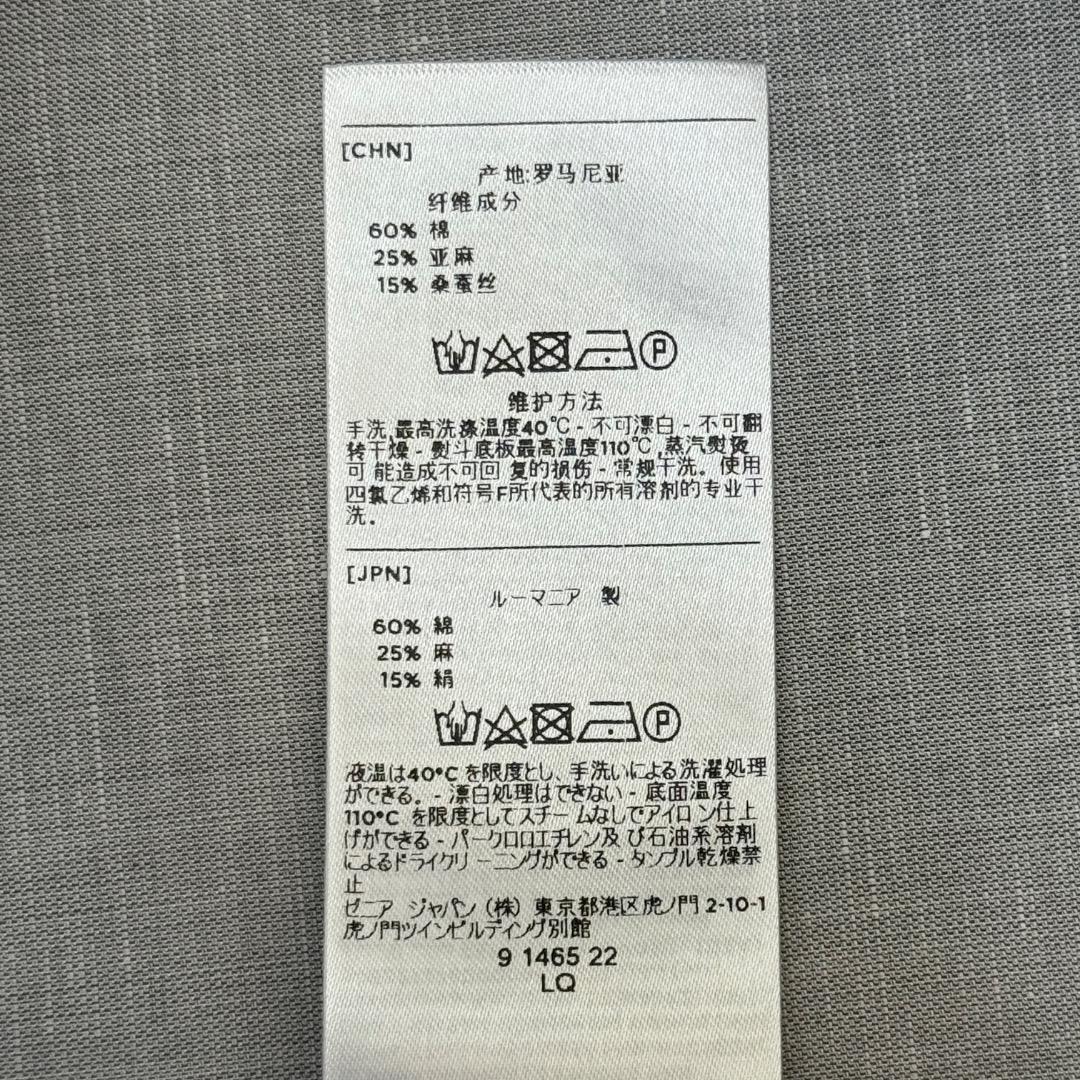 [CHN]
产地:罗马尼亚
纤维成分
60% 棉
25% 亚麻
15% 桑蚕丝
P
维护方法
手洗,最高洗涤温度40℃ - 不可漂白 - 不可翻
转干燥 - 熨斗底板最高温度110℃,蒸汽熨烫
可 能造成不可回 复的损伤 - 常规干洗。使用
四氯乙烯和符号F所代表的所有溶剂的专业干
洗。
[JPN]
ルーマニア 製
60% 綿
25% 麻
15% 絹
P
液温は40°C を限度とし、手洗いによる洗濯処理
ができる。- 漂白処理はできない - 底面温度
110°C を限度としてスチームなしでアイロン仕上
げができる - パークロロエチレン及 び石油系溶剤
によるドライクリ ーニングができる - タンブル乾燥禁
止
ゼニア ジャパン (株) 東京都港区虎ノ門 2-10-1
虎ノ門ツインビルディング別館
9 1465 22
LQ